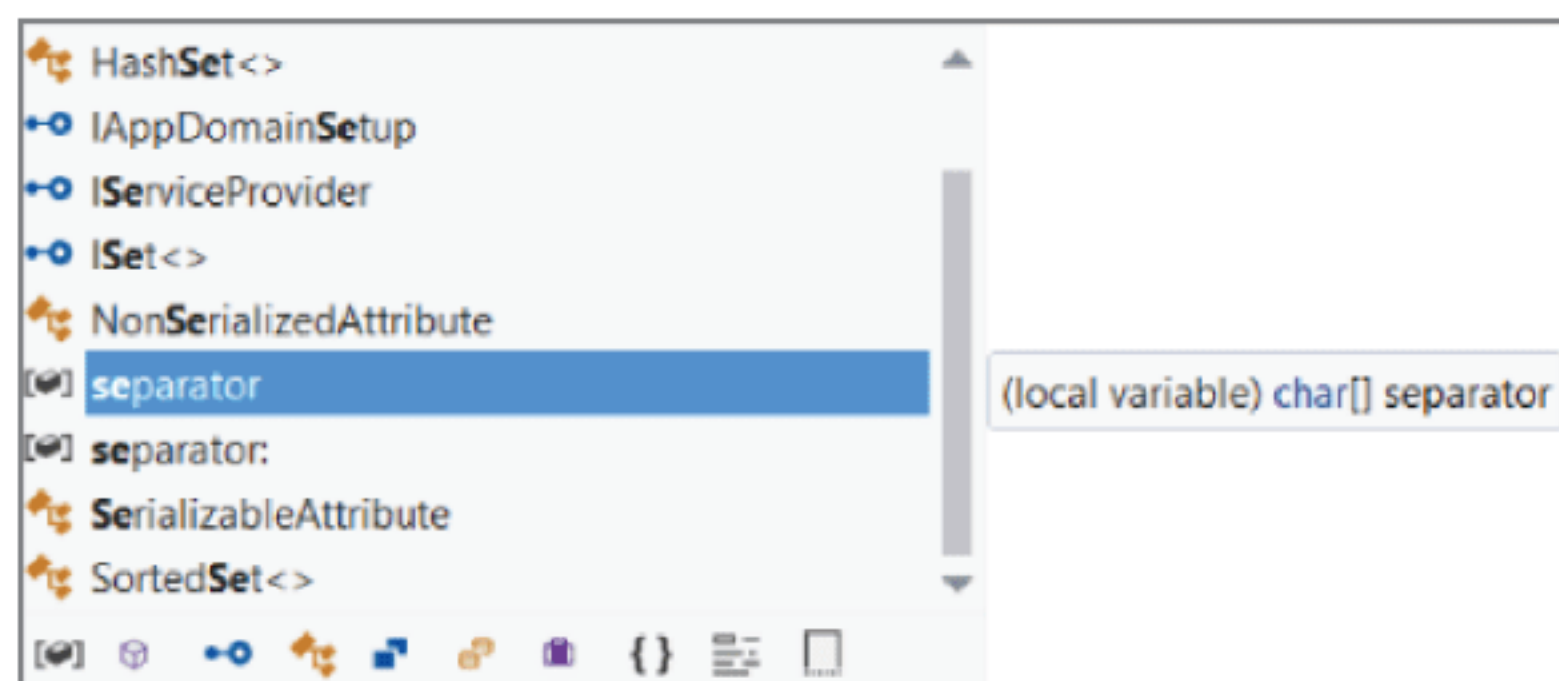 HashSet<>
IAppDomainSetup
IServiceProvider
ISet<>
NonSerializedAttribute
separator
(local variable) char[] separator
separator:
SerializableAttribute
SortedSet<>